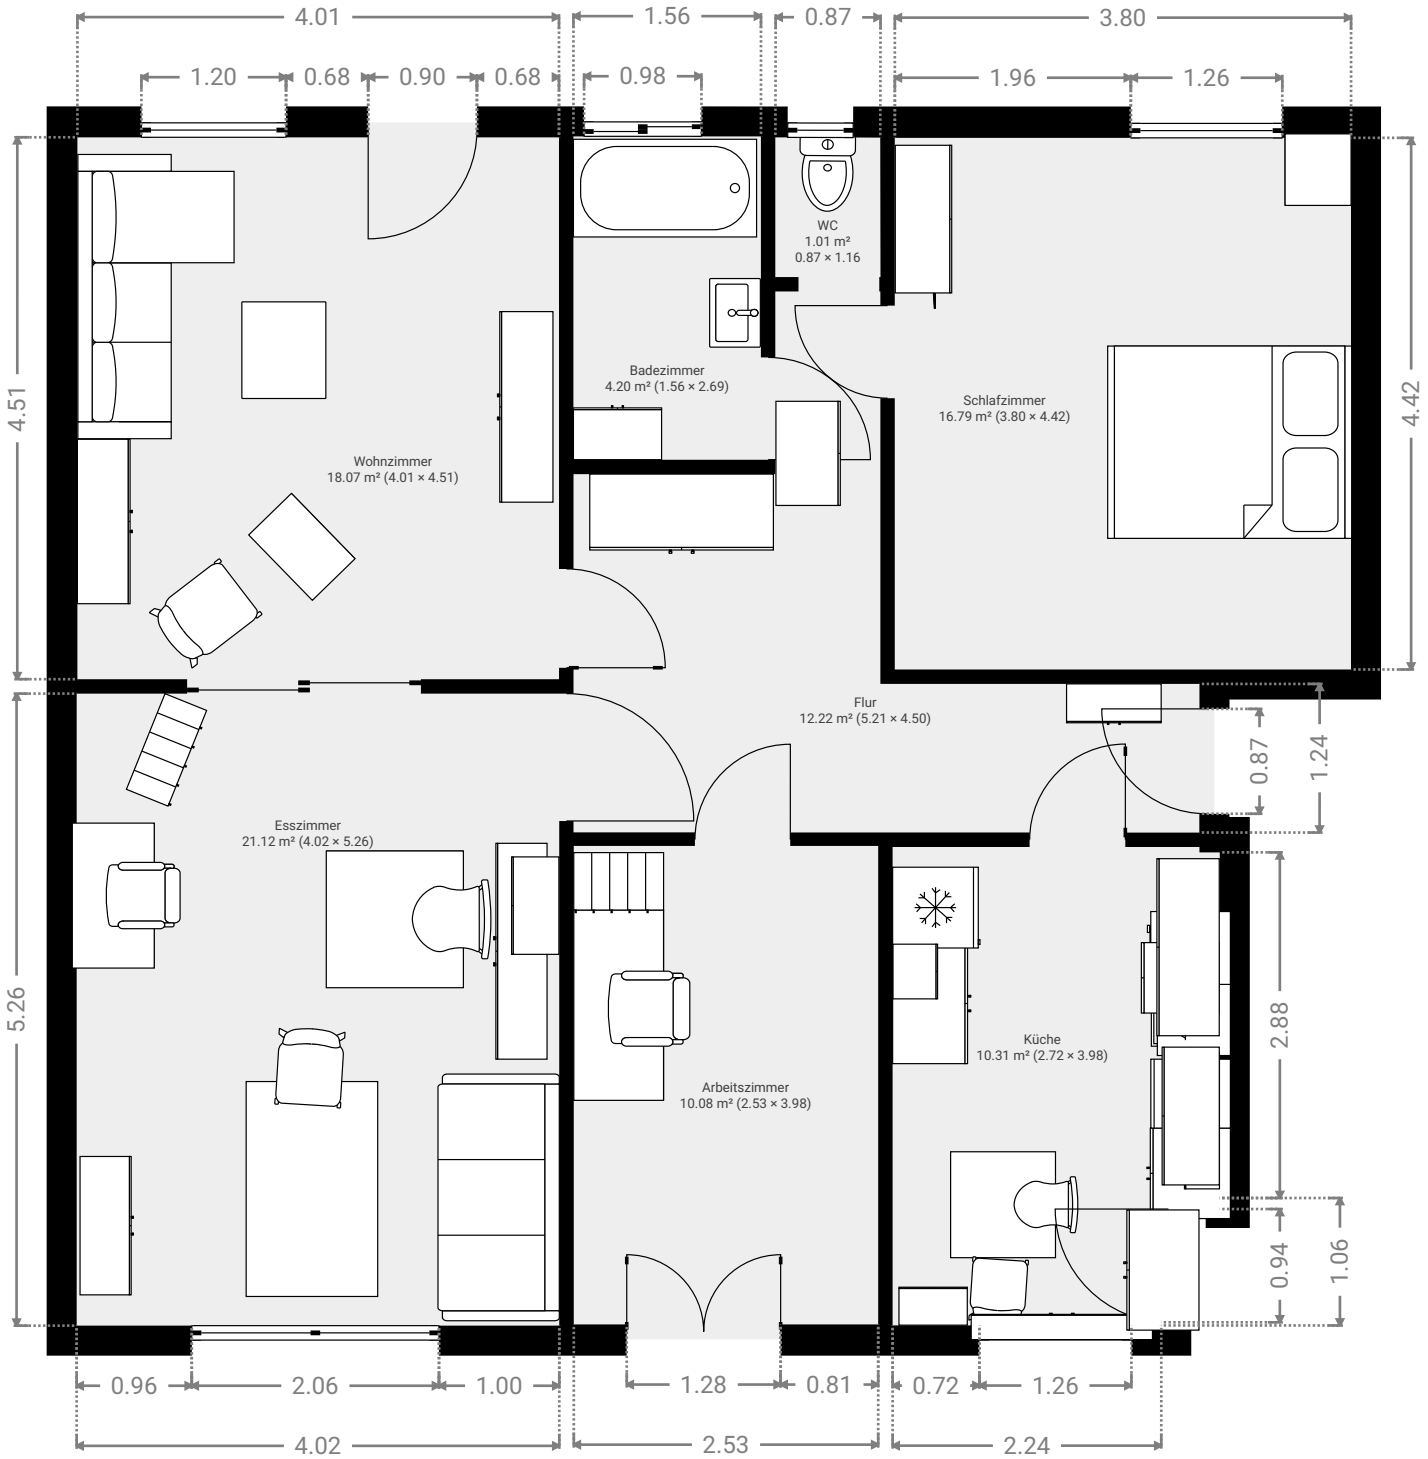 4.01
1.56
0.87
3.80
1.20
0.68
0.90
0.68
0.98
1.96
1.26
WC
1.01 m²
0.87 × 1.16
4.51
4.42
Badezimmer
4.20 m² (1.56 × 2.69)
Schlafzimmer
16.79 m² (3.80 × 4.42)
Wohnzimmer
18.07 m² (4.01 × 4.51)
Flur
12.22 m² (5.21 × 4.50)
0.87
1.24
Esszimmer
21.12 m² (4.02 × 5.26)
5.26
2.88
Küche
10.31 m² (2.72 × 3.98)
Arbeitszimmer
10.08 m² (2.53 × 3.98)
0.94
1.06
0.96
2.06
1.00
1.28
0.81
0.72
1.26
4.02
2.53
2.24